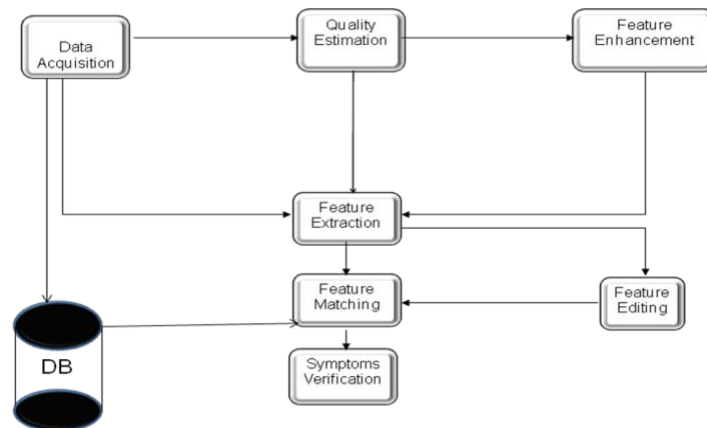 Data
Acquisition
Quality
Estimation
Feature
Enhancement
Feature
Extraction
Feature
Matching
Feature
Editing
DB
Symptoms
Verification